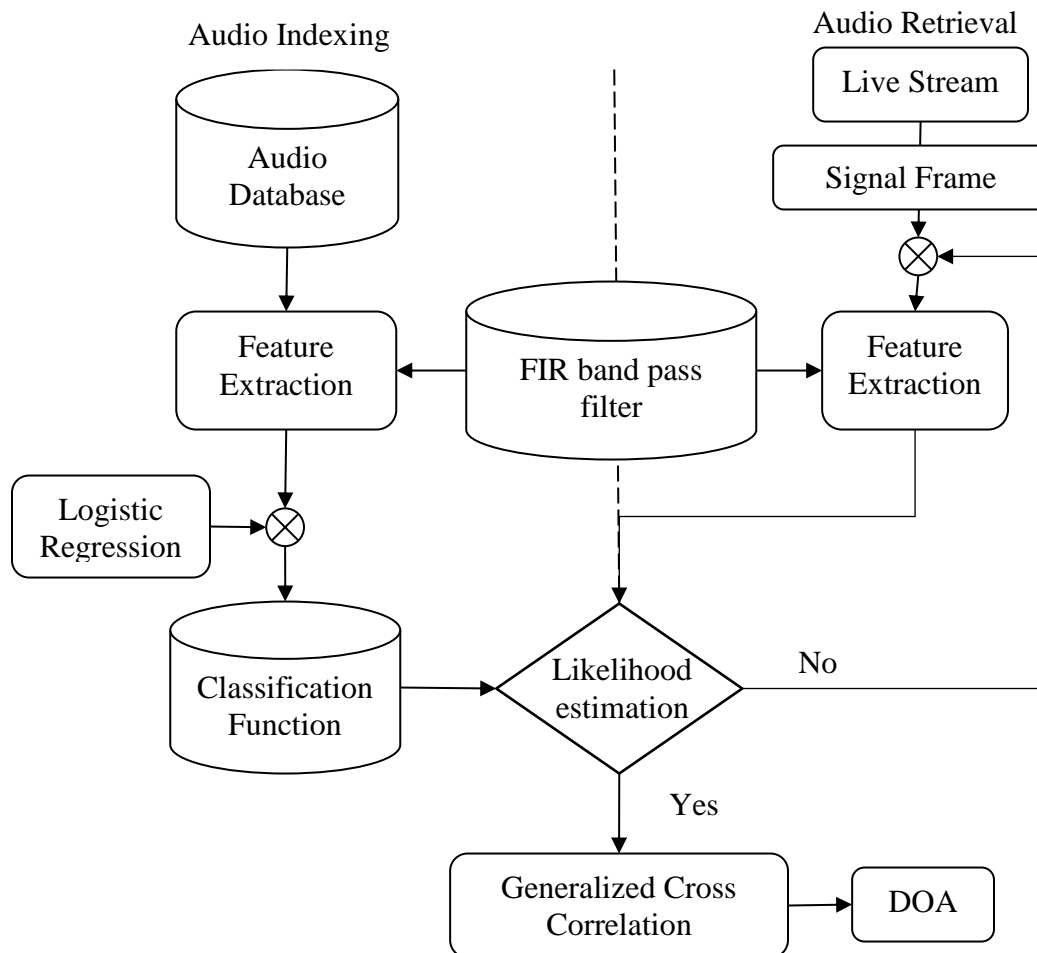 Audio Indexing
Audio Retrieval
Live Stream
Signal Frame
Audio
Database
Feature
Extraction
FIR band pass
filter
Feature
Extraction
Logistic
Regression
Classification
Function
Likelihood
estimation
No
Yes
Generalized Cross
Correlation
DOA